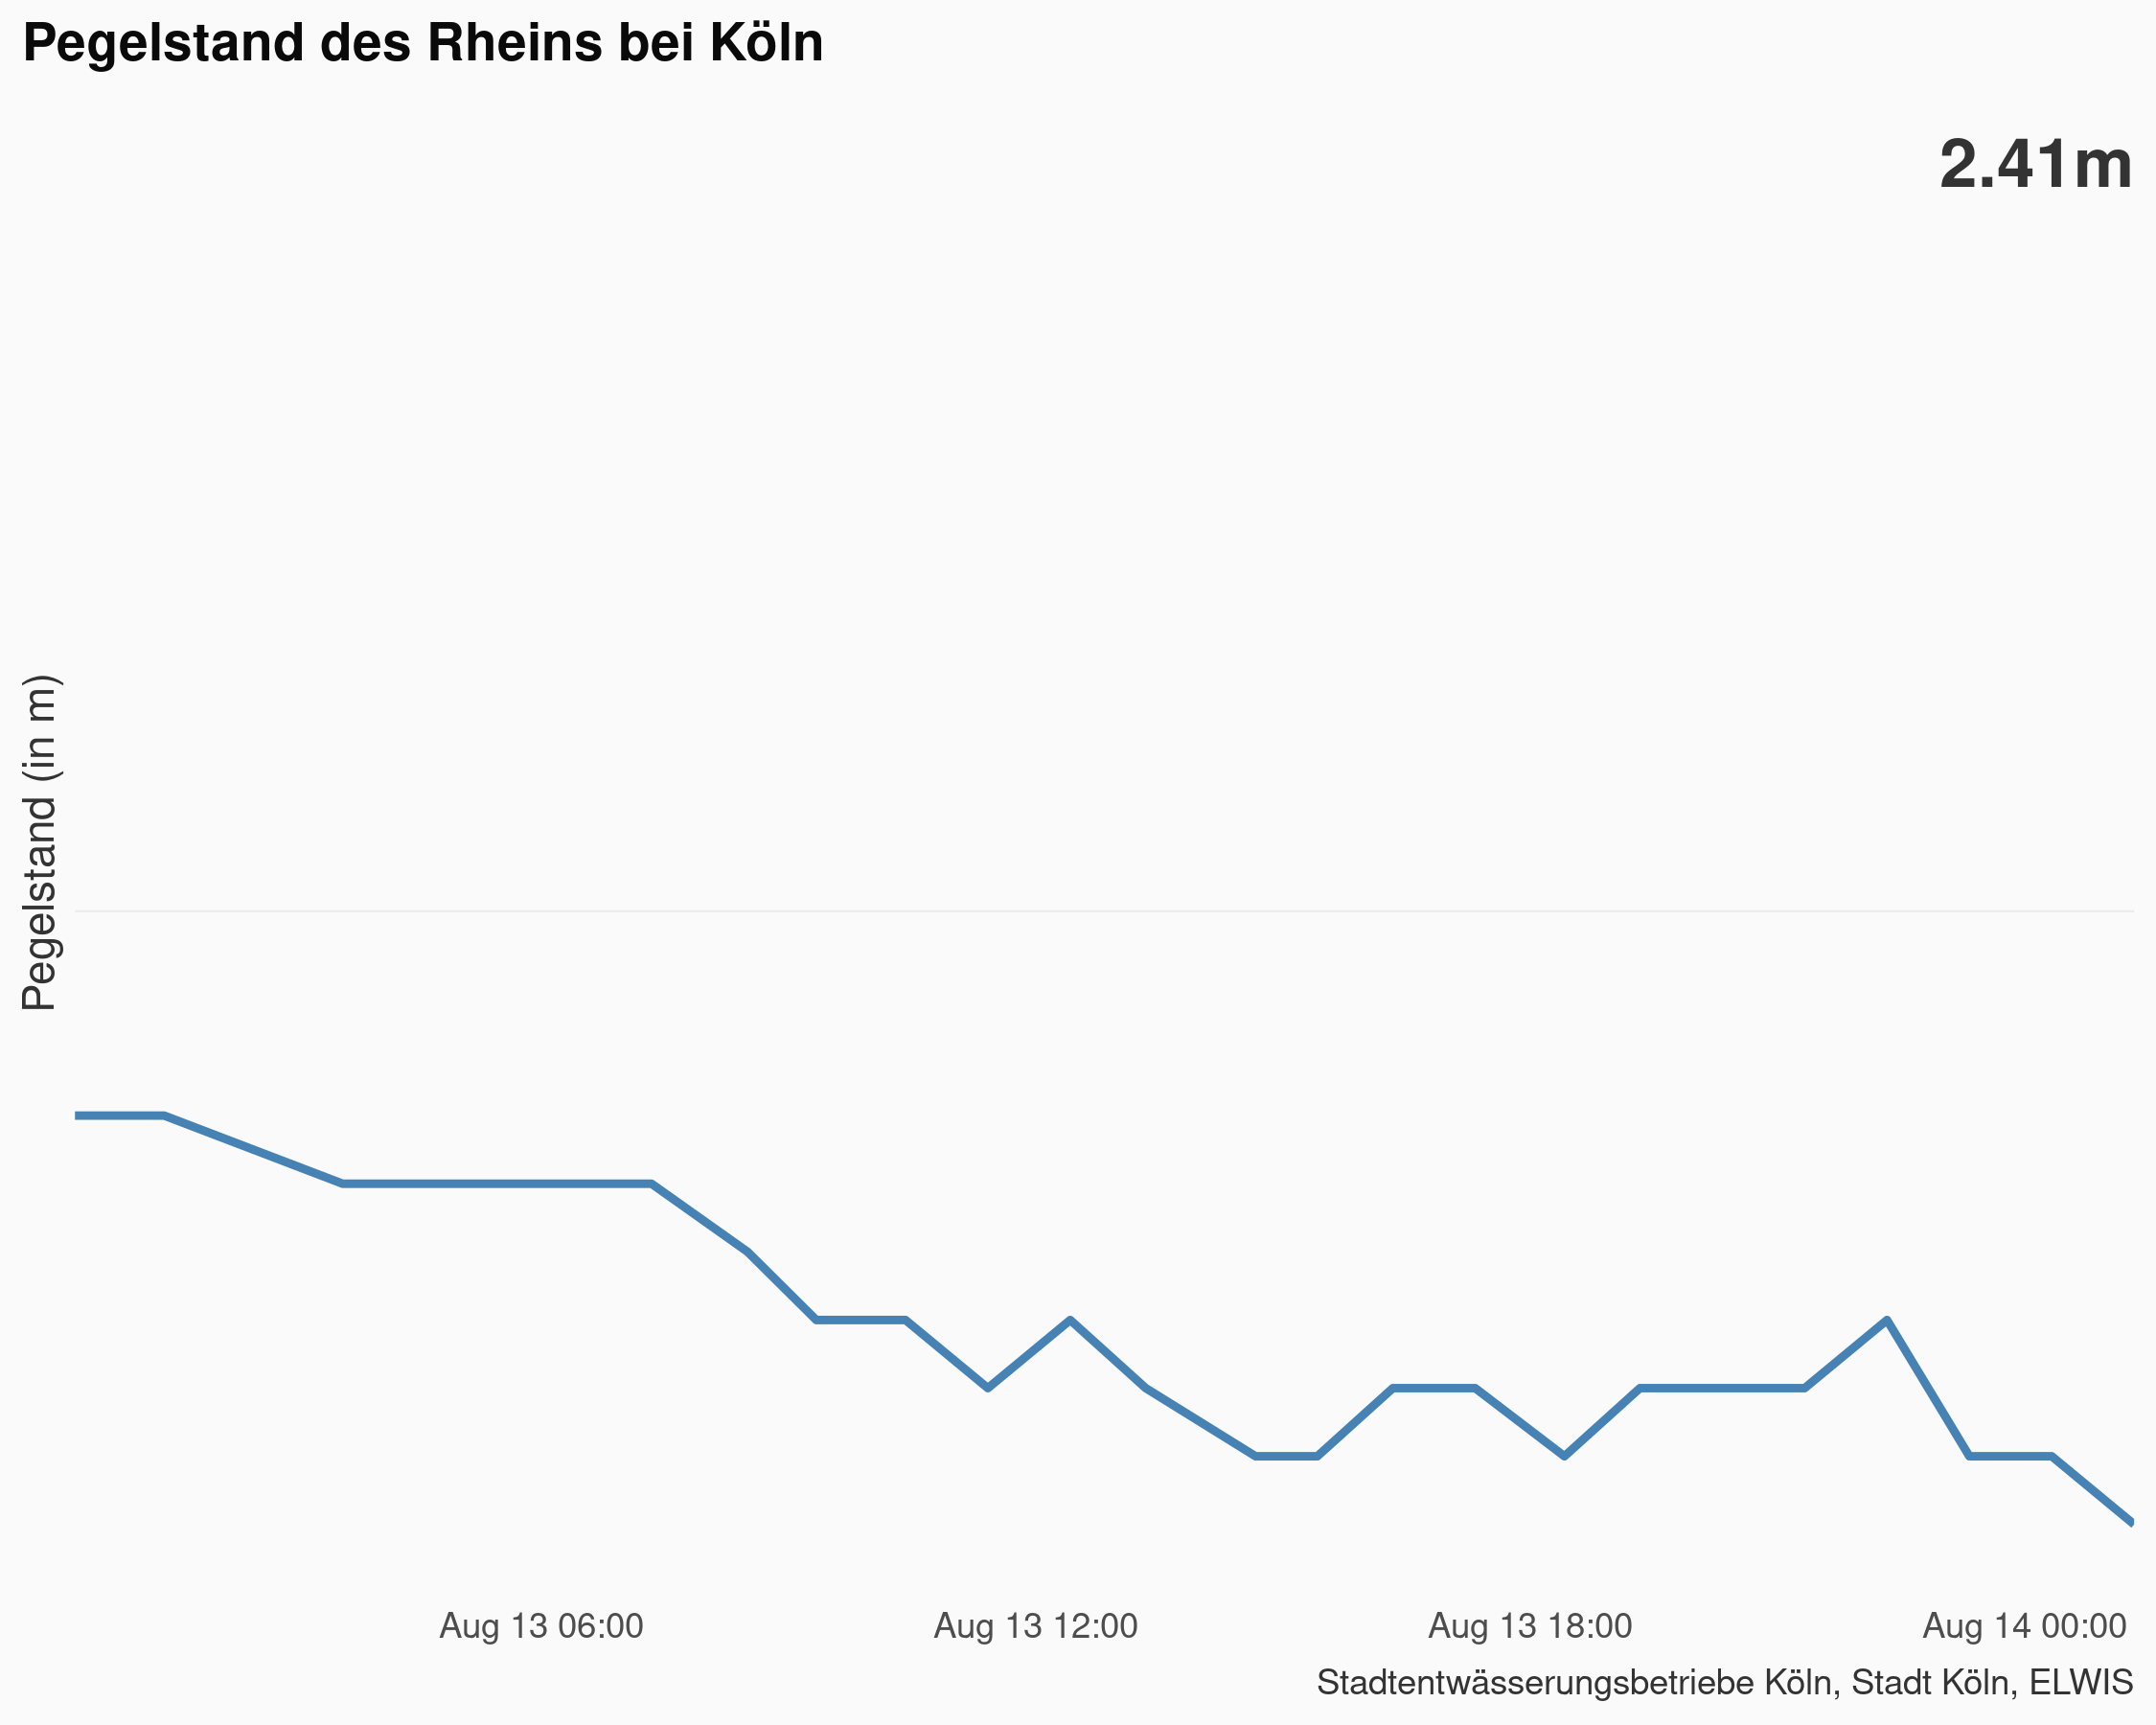 Pegelstand des Rheins bei Köln
2.41m
Pegelstand (in m)
Aug 13 06:00
Aug 13 12:00
Aug 13 18:00
Aug 14 00:00
Stadtentwässerungsbetriebe Köln, Stadt Köln, ELWIS